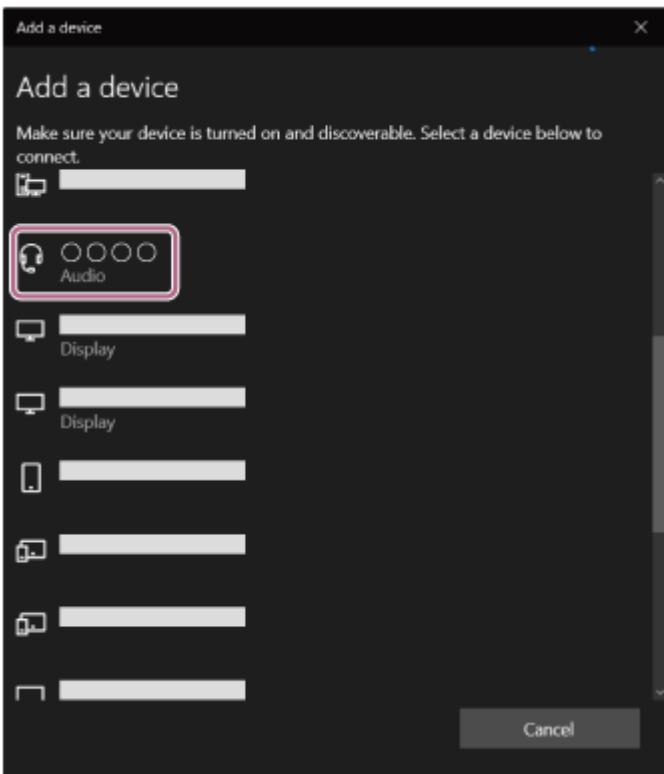 Add a device
Add a device
Make sure your device is turned on and discoverable. Select a device below to
connect.
○○○○
Audio
Display
Display
Cancel